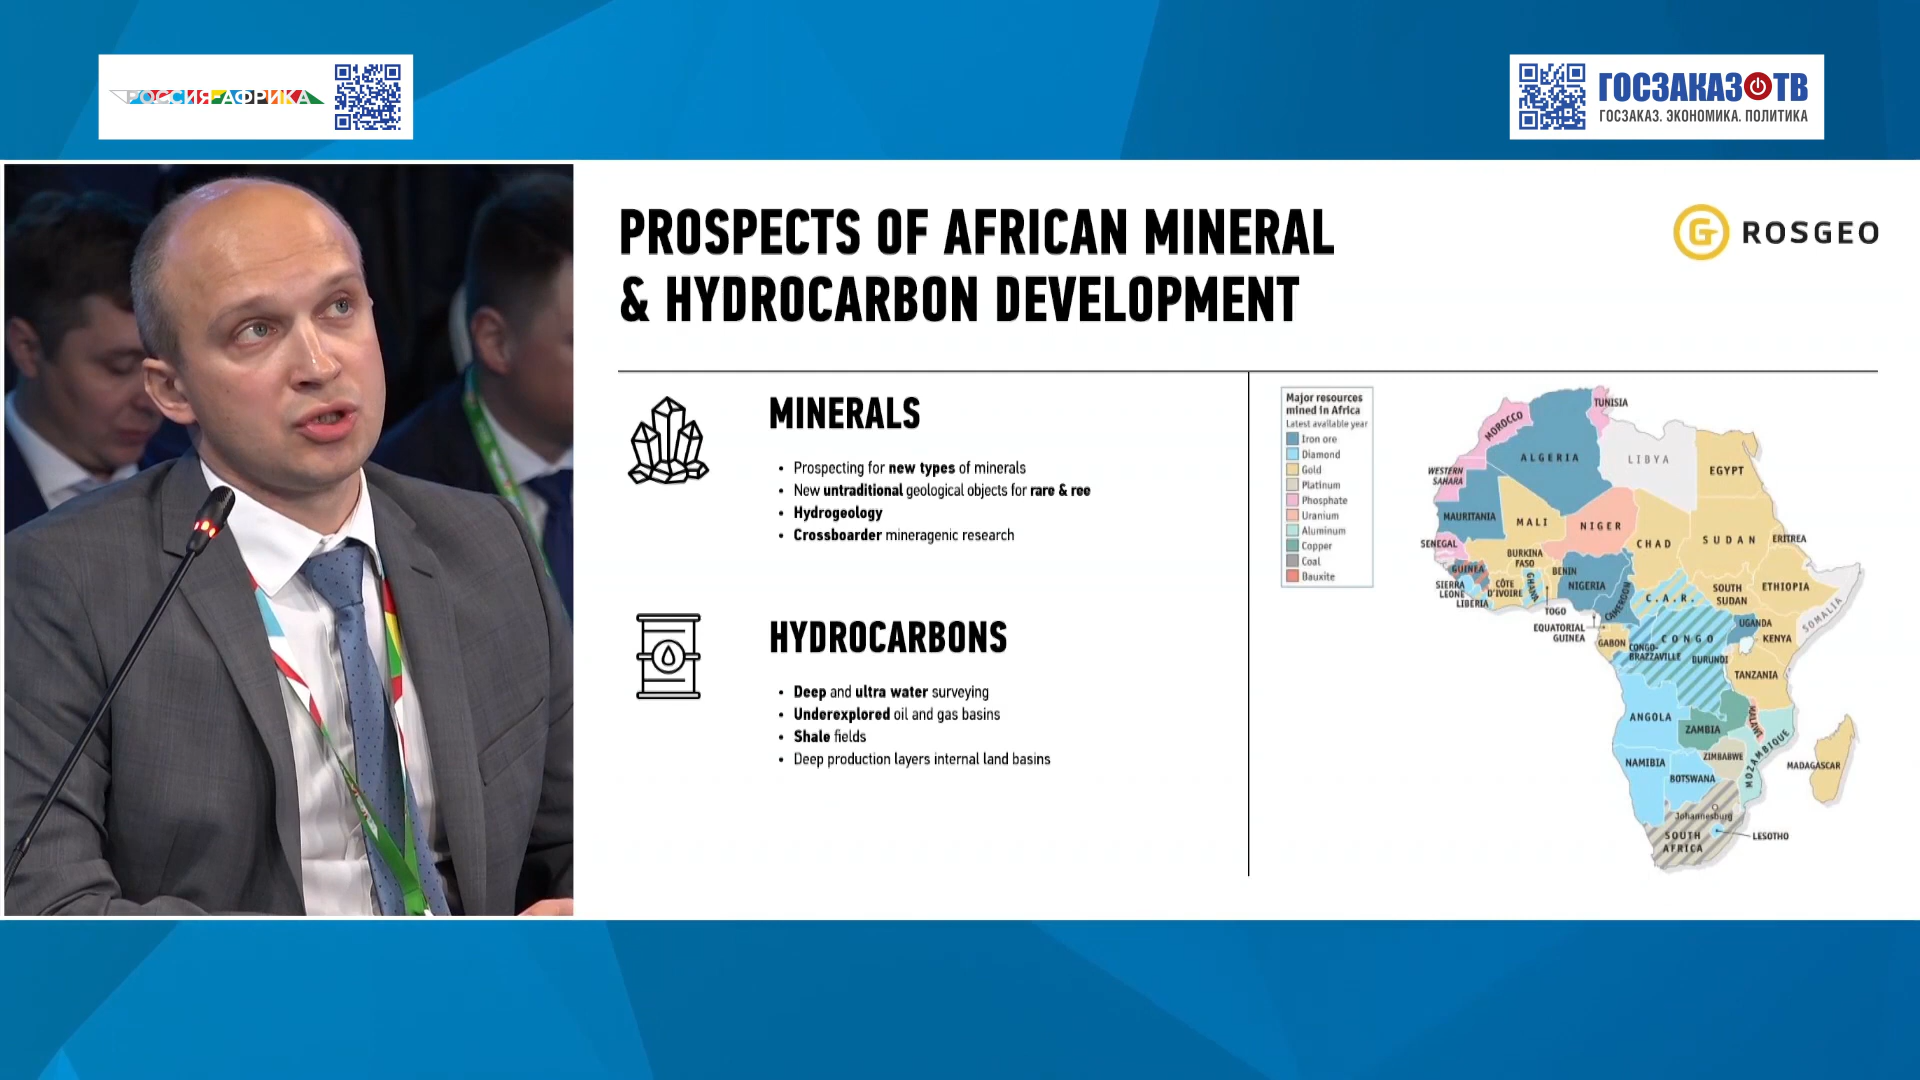 РОССИЯ-АФРИКА
ГОСЗАКАЗ ТВ
ГОСЗАКАЗ. ЭКОНОМИКА. ПОЛИТИКА
PROSPECTS OF AFRICAN MINERAL
& HYDROCARBON DEVELOPMENT
ROSGEO
MINERALS
• Prospecting for new types of minerals
• New untraditional geological objects for rare & ree
• Hydrogeology
• Crossboarder mineragenic research
HYDROCARBONS
• Deep and ultra water surveying
• Underexplored oil and gas basins
• Shale fields
• Deep production layers internal land basins
Major resources
mined in Africa
Latest available year
Iron ore
Diamond
Gold
Platinum
Phosphate
Uranium
Aluminum
Copper
Coal
Bauxite
TUNISIA
MOROCCO
ALGERIA
LIBYA
EGYPT
WESTERN
SAHARA
MAURITANIA
MALI
NIGER
CHAD
SUDAN
ERITREA
SENEGAL
BURKINA
FASO
BENIN
GUINEA
NIGERIA
SIERRA
LEONE
CÔTE
D'IVOIRE
GHANA
LIBERIA
TOGO
CAMEROON
C.A.R.
SOUTH
SUDAN
ETHIOPIA
SOMALIA
EQUATORIAL
GUINEA
GABON
CONGO-
BRAZZAVILLE
CONGO
UGANDA
KENYA
BURUNDI
TANZANIA
ANGOLA
ZAMBIA
MALAWI
MOZAMBIQUE
ZIMBABWE
NAMIBIA
BOTSWANA
MADAGASCAR
Johannesburg
SOUTH
AFRICA
LESOTHO